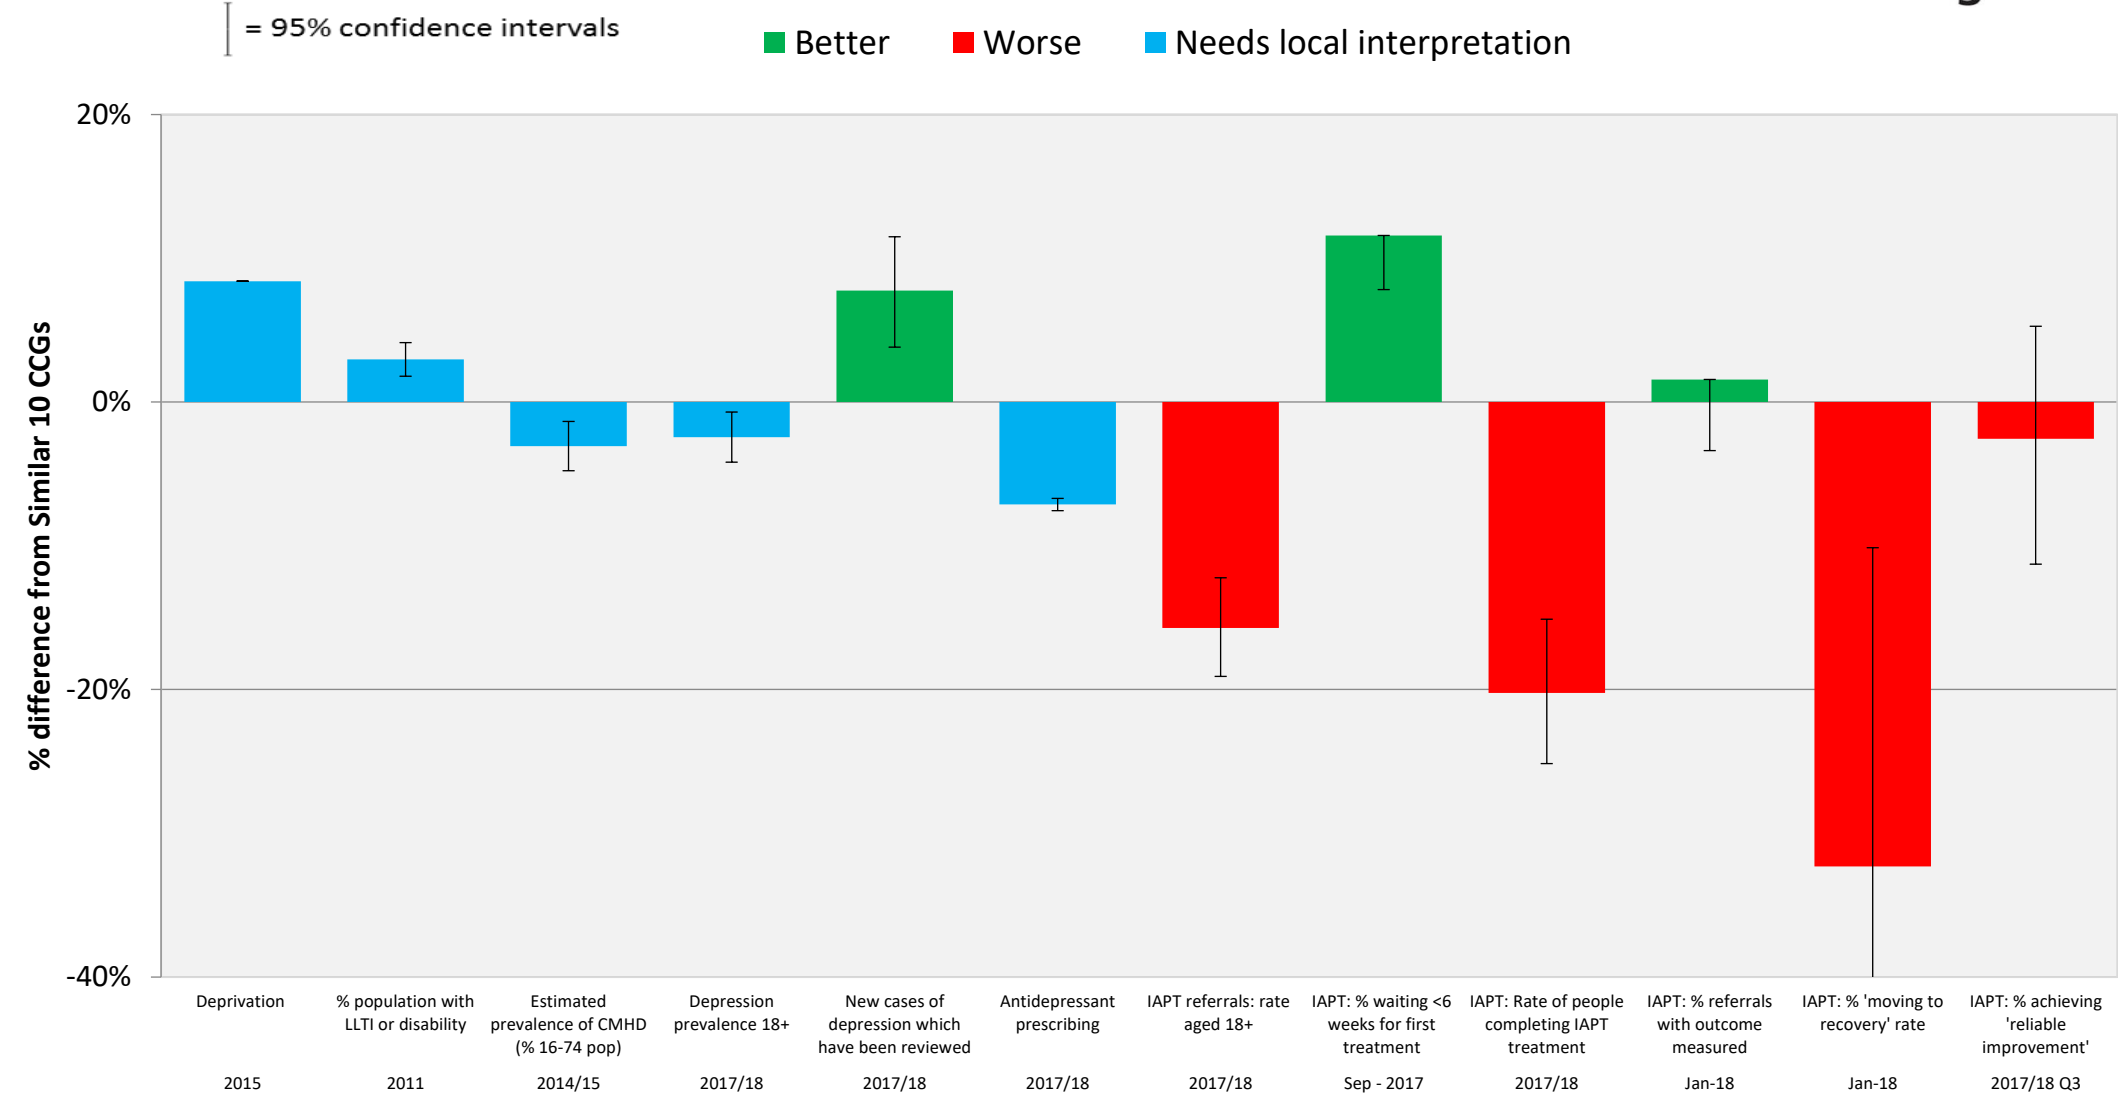 = 95% confidence intervals
Better
Worse
Needs local interpretation
% difference from Similar 10 CCGs
20%
0%
-20%
-40%
Deprivation
2015
% population with
LLTI or disability
2011
Estimated
prevalence of CMHD
(% 16-74 pop)
2014/15
Depression
prevalence 18+
2017/18
New cases of
depression which
have been reviewed
2017/18
Antidepressant
prescribing
2017/18
IAPT referrals: rate
aged 18+
2017/18
IAPT: % waiting <6
weeks for first
treatment
Sep - 2017
IAPT: Rate of people
completing IAPT
treatment
2017/18
IAPT: % referrals
with outcome
measured
Jan-18
IAPT: % 'moving to
recovery' rate
Jan-18
IAPT: % achieving
'reliable
improvement'
2017/18 Q3